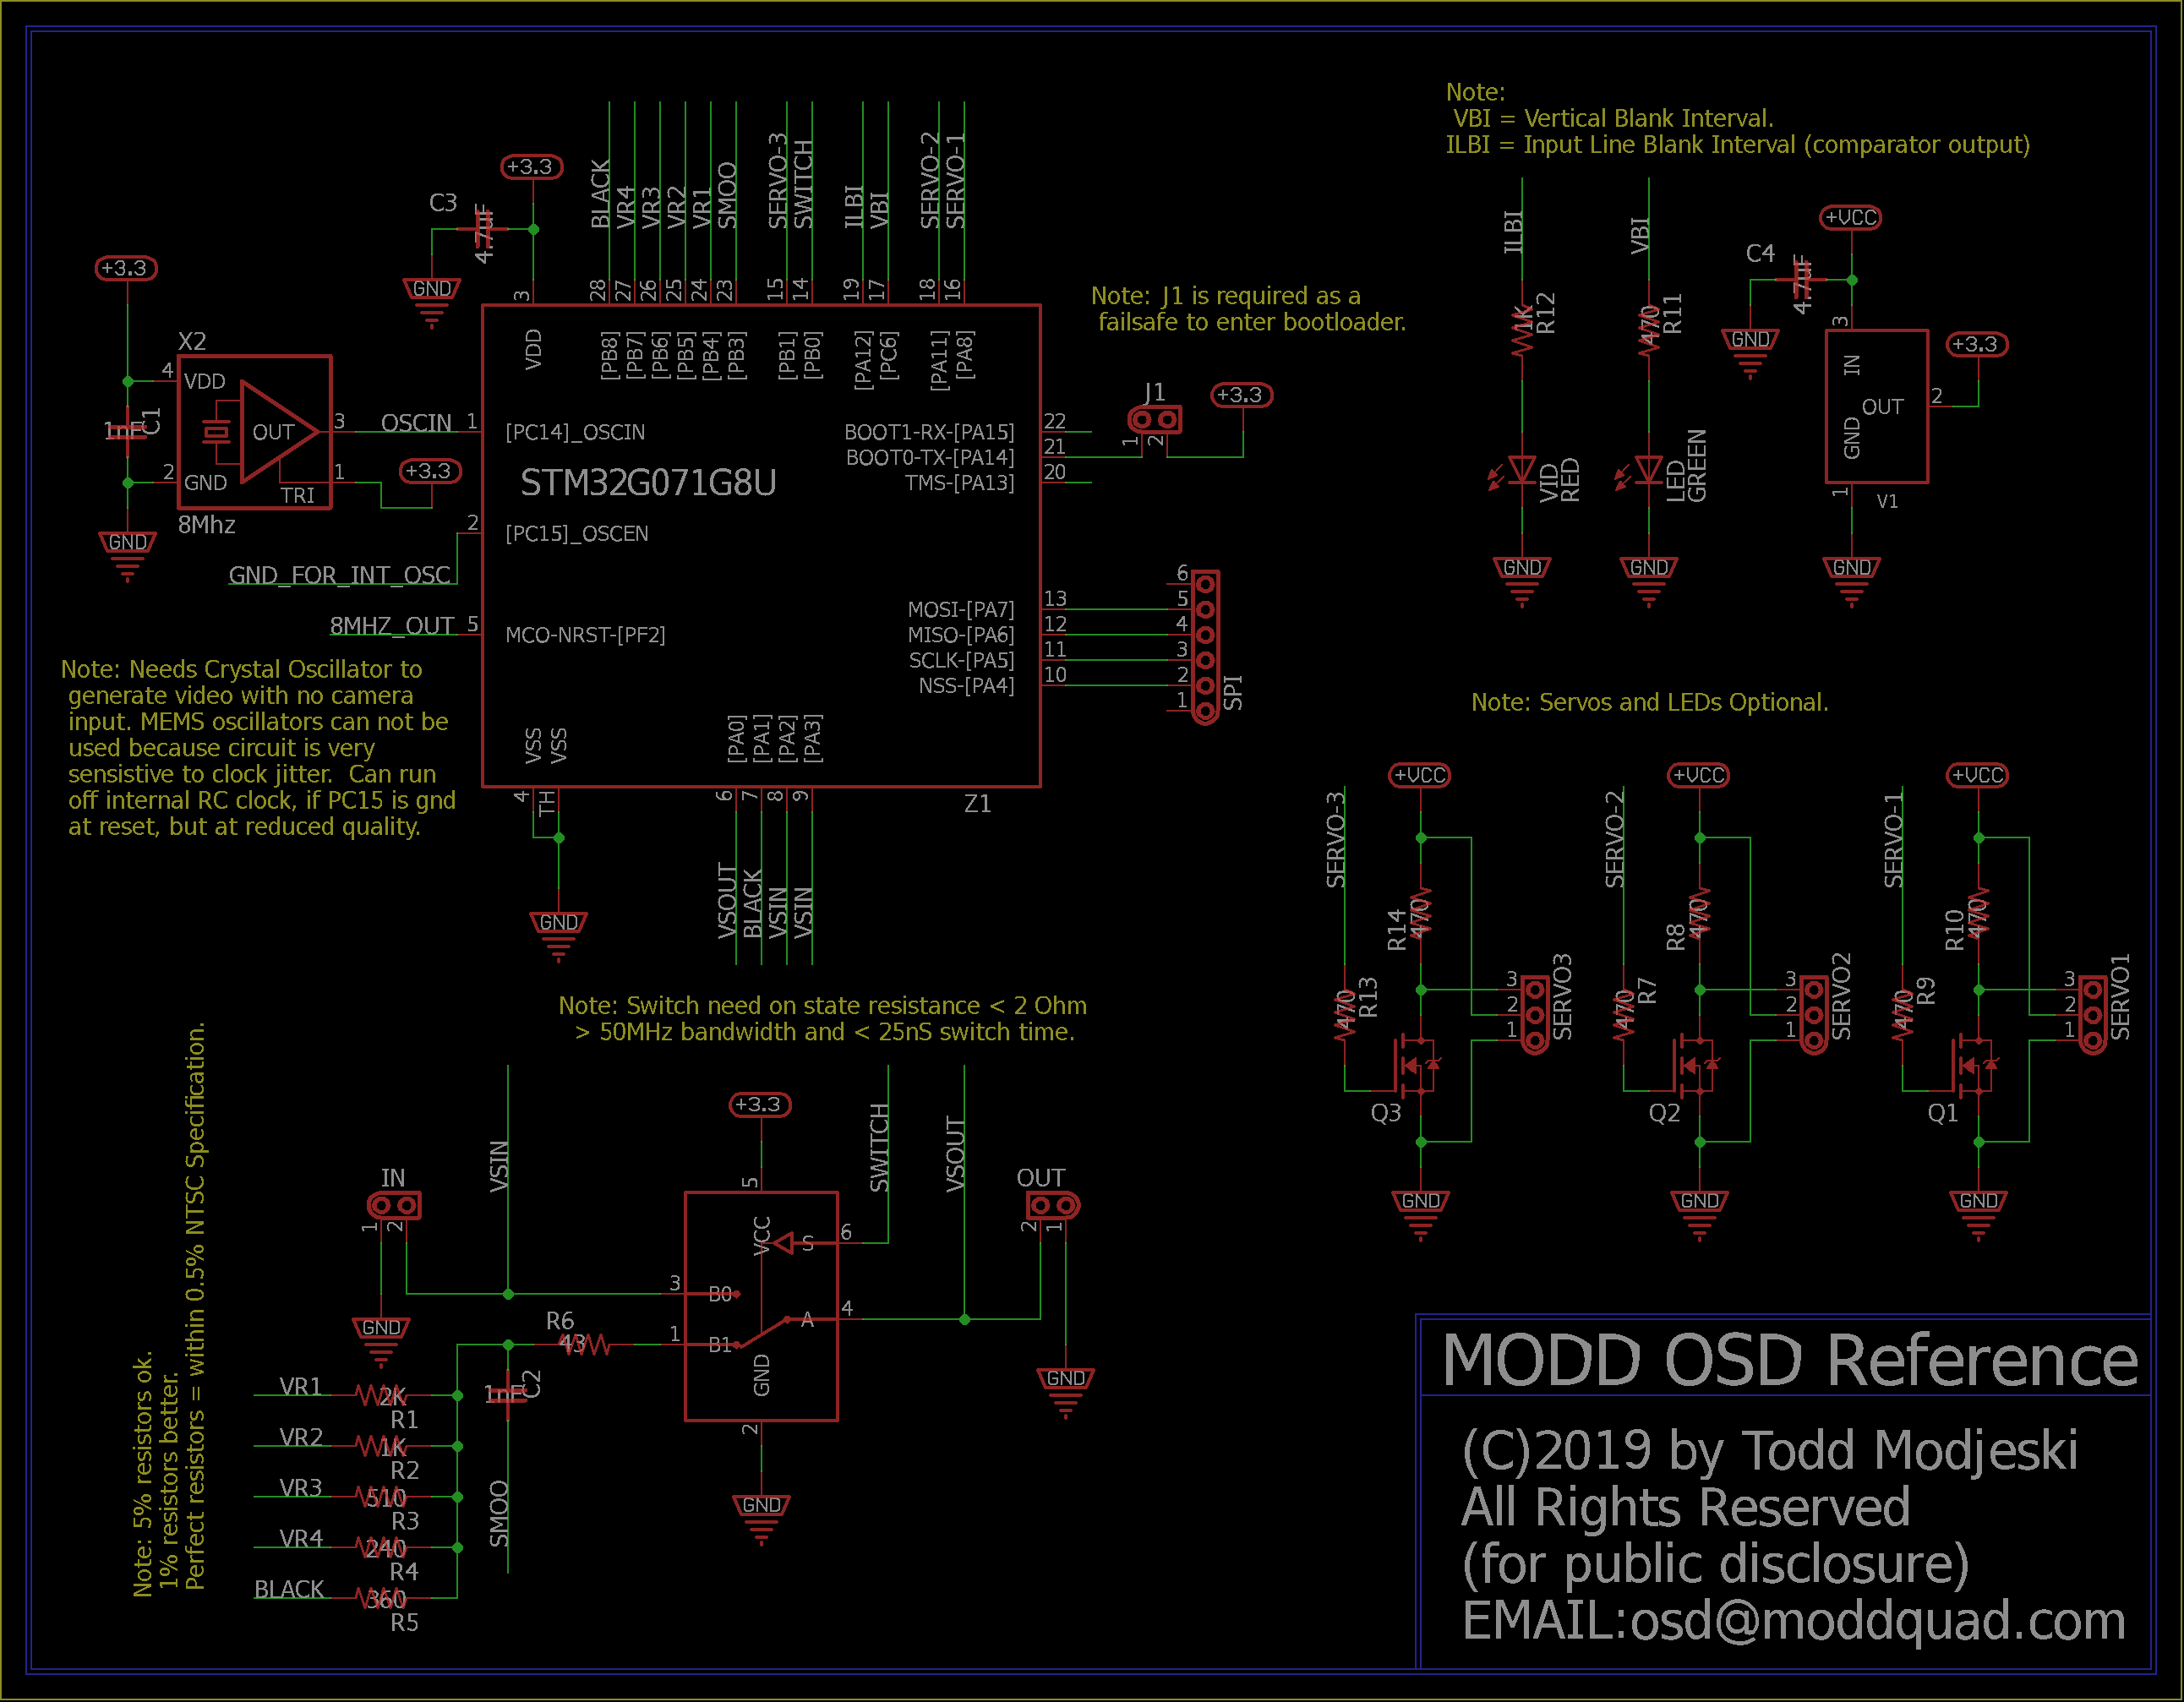 Note:
VBI = Vertical Blank Interval.
ILBI = Input Line Blank Interval (comparator output)
BLACK
VR4
VR3
VR2
VR1
SMOO
SERVO-3
SWITCH
ILBI
VBI
SERVO-2
SERVO-1
+3.3
C3
4.7uF
GND
3
28
27
26
25
24
23
15
14
19
17
18
16
VDD
[PB8]
[PB7]
[PB6]
[PB5]
[PB4]
[PB3]
[PB1]
[PB0]
[PA12]
[PC6]
[PA11]
[PA8]
+3.3
X2
4
VDD
C1
1nF
OUT
3
OSCIN
1
[PC14]_OSCIN
2
GND
TRI
1
+3.3
8Mhz
GND
STM32G071G8U
2
[PC15]_OSCEN
GND_FOR_INT_OSC
8MHZ_OUT
5
MCO-NRST-[PF2]
BOOT1-RX-[PA15]
22
BOOT0-TX-[PA14]
21
TMS-[PA13]
20
MOSI-[PA7]
13
MISO-[PA6]
12
SCLK-[PA5]
11
NSS-[PA4]
10
6
5
4
3
2
1
SPI
Note: J1 is required as a
failsafe to enter bootloader.
J1
1
2
+3.3
ILBI
1K
R12
VID
RED
GND
VBI
470
R11
LED
GREEN
GND
+VCC
C4
4.7uF
GND
3
IN
OUT
2
+3.3
GND
1
V1
GND
Note: Needs Crystal Oscillator to
generate video with no camera
input. MEMS oscillators can not be
used because circuit is very
sensistive to clock jitter.  Can run
off internal RC clock, if PC15 is gnd
at reset, but at reduced quality.
VSS
VSS
4
TH
GND
[PA0]
[PA1]
[PA2]
[PA3]
6
7
8
9
VSOUT
BLACK
VSIN
VSIN
Z1
Note: Servos and LEDs Optional.
+VCC
SERVO-3
R14
470
R13
470
3
2
1
SERVO3
Q3
GND
+VCC
SERVO-2
R8
470
R7
470
3
2
1
SERVO2
Q2
GND
+VCC
SERVO-1
R10
470
R9
470
3
2
1
SERVO1
Q1
GND
Note: Switch need on state resistance < 2 Ohm
> 50MHz bandwidth and < 25nS switch time.
Note: 5% resistors ok.
1% resistors better.
Perfect resistors = within 0.5% NTSC Specification.
IN
1
2
GND
VSIN
+3.3
5
VCC
S
6
SWITCH
VSOUT
OUT
2
1
GND
3
B0
A
4
1
B1
GND
2
GND
R6
43
1nF
C2
SMOO
VR1
2K
R1
VR2
1K
R2
VR3
510
R3
VR4
240
R4
BLACK
360
R5
MODD OSD Reference
(C)2019 by Todd Modjeski
All Rights Reserved
(for public disclosure)
EMAIL:osd@moddquad.com